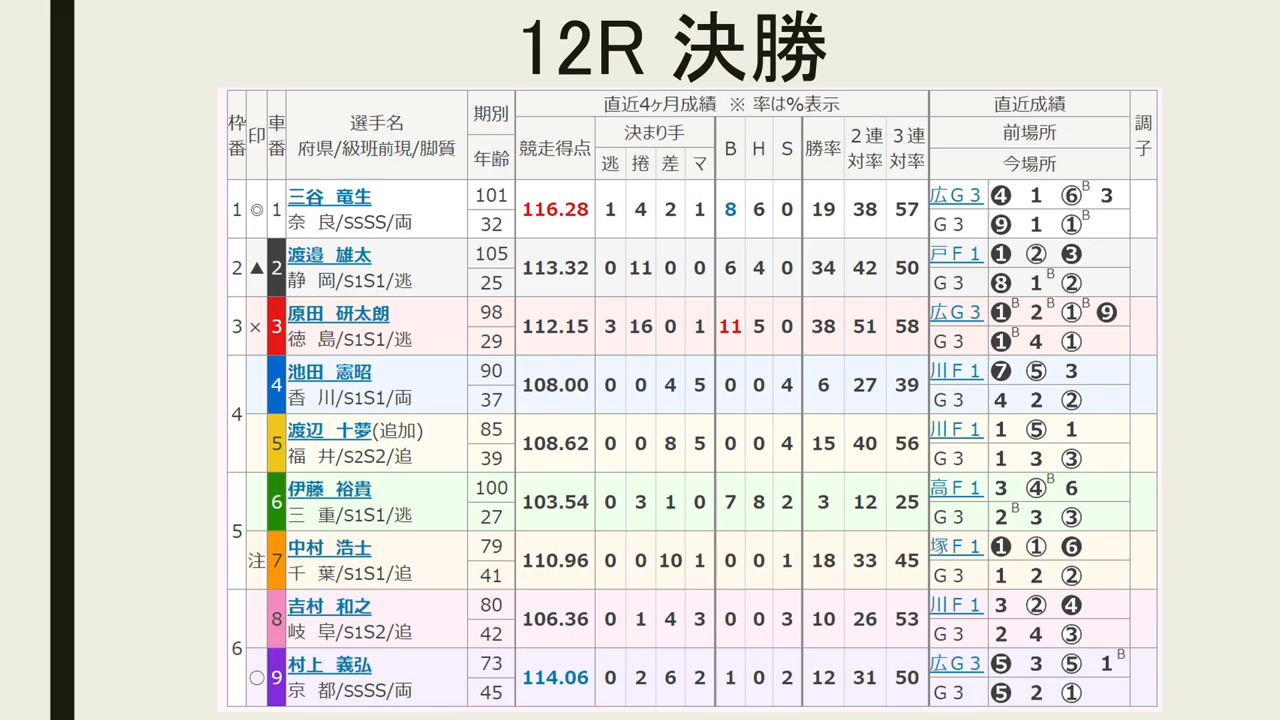 12R 決勝
枠番 印 車番 選手名 府県/級班前現/脚質 期別 年齢 直近4ヶ月成績 ※ 率は%表示 直近成績 調子
競走得点 決まり手 B H S 勝率 2連対率 3連対率 前場所
逃 捲 差 マ 今場所
1 ◎ 1 三谷 竜生 101 116.28 1 4 2 1 8 6 0 19 38 57 広G3 ❹ 1 ⑥B 3
奈 良/SSSS/両 32 G3 ❾ 1 ①B
2 ▲ 2 渡邉 雄太 105 113.32 0 11 0 0 6 4 0 34 42 50 戸F1 ❶ ② ❸
静 岡/S1S1/逃 25 G3 ❽ 1B ②
3 × 3 原田 研太朗 98 112.15 3 16 0 1 11 5 0 38 51 58 広G3 ❶B 2B ①B ❾
徳 島/S1S1/逃 29 G3 ❶B 4 ①
4 4 池田 憲昭 90 108.00 0 0 4 5 0 0 4 6 27 39 川F1 ❼ ⑤ 3
香 川/S1S1/両 37 G3 4 2 ②
5 渡辺 十夢(追加) 85 108.62 0 0 8 5 0 0 4 15 40 56 川F1 1 ⑤ 1
福 井/S2S2/追 39 G3 1 3 ③
5 6 伊藤 裕貴 100 103.54 0 3 1 0 7 8 2 3 12 25 高F1 3 ④B 6
三 重/S1S1/逃 27 G3 2B 3 ③
注 7 中村 浩士 79 110.96 0 0 10 1 0 0 1 18 33 45 塚F1 ❶ ① ❻
千 葉/S1S1/追 41 G3 1 2 ②
6 8 吉村 和之 80 106.36 0 1 4 3 0 0 3 10 26 53 川F1 3 ② ❹
岐 阜/S1S2/追 42 G3 2 4 ③
○ 9 村上 義弘 73 114.06 0 2 6 2 1 0 2 12 31 50 広G3 ❺ 3 ⑤ 1B
京 都/SSSS/両 45 G3 ❺ 2 ①